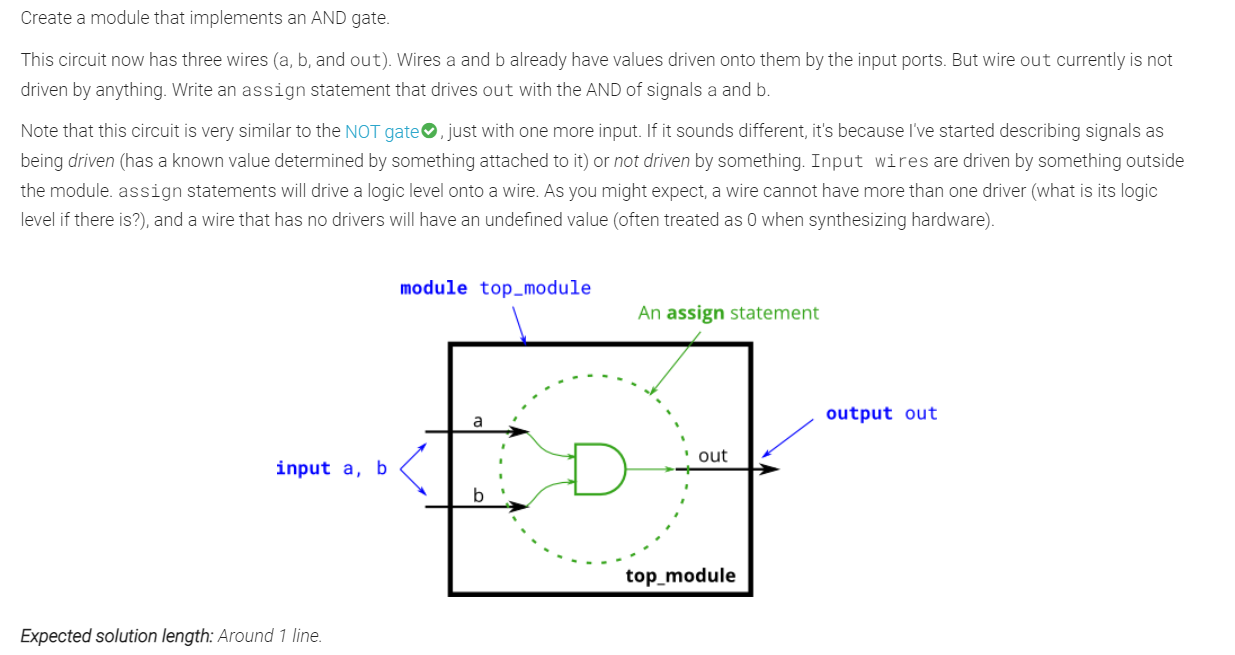 Create a module that implements an AND gate.
This circuit now has three wires (a, b, and out). Wires a and b already have values driven onto them by the input ports. But wire out currently is not
driven by anything. Write an assign statement that drives out with the AND of signals a and b.
Note that this circuit is very similar to the NOT gate, just with one more input. If it sounds different, it's because I've started describing signals as
being driven (has a known value determined by something attached to it) or not driven by something. Input wires are driven by something outside
the module. assign statements will drive a logic level onto a wire. As you might expect, a wire cannot have more than one driver (what is its logic
level if there is?), and a wire that has no drivers will have an undefined value (often treated as 0 when synthesizing hardware).
module top_module
An assign statement
output out
a
out
input a, b
b
top_module
Expected solution length: Around 1 line.